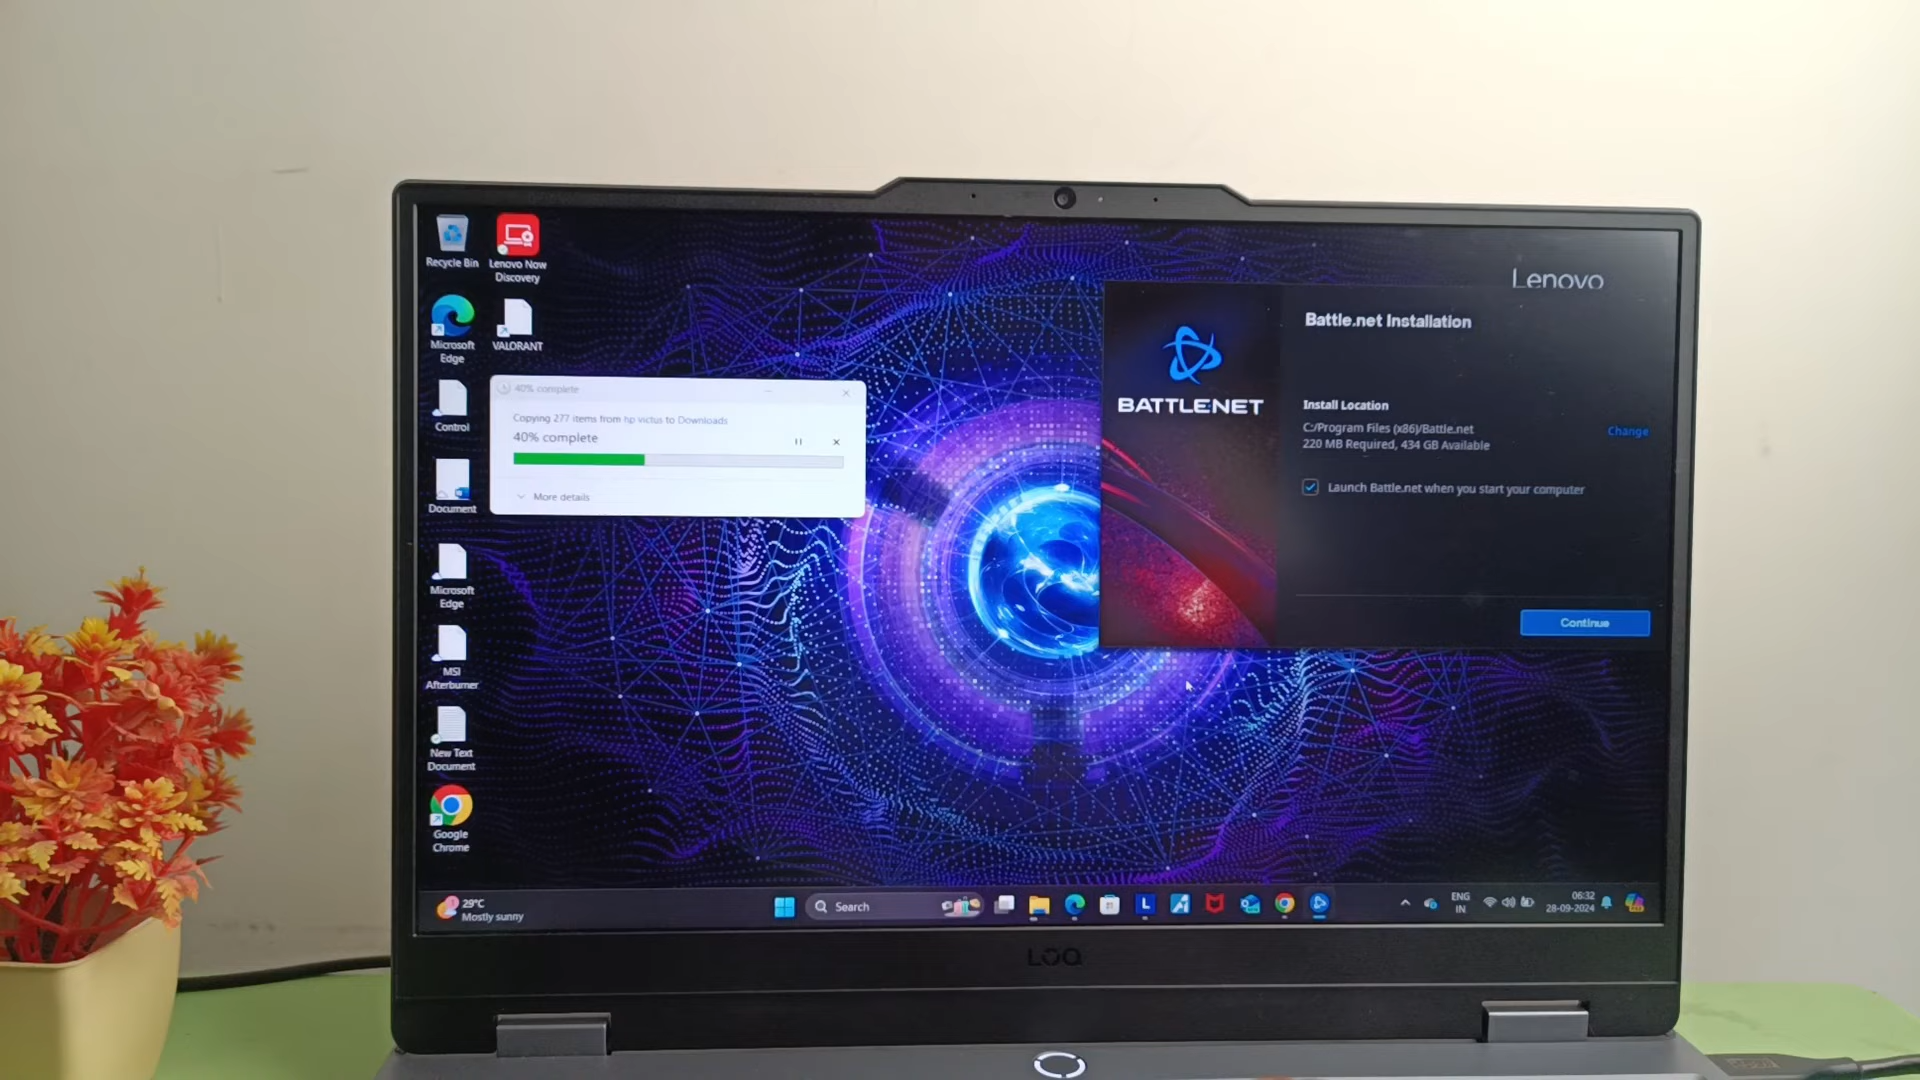 Recycle Bin
Lenovo Now
Discovery
Microsoft
Edge
VALORANT
Control
Document
Microsoft
Edge
MSI
Afterburner
New Text
Document
Google
Chrome
40% complete
Copying 277 items from hp victus to Downloads
40% complete
More details
Lenovo
BATTLE.NET
Battle.net Installation
Install Location
C:/Program Files (x86)/Battle.net
220 MB Required, 434 GB Available
Change
Launch Battle.net when you start your computer
Continue
29°C
Mostly sunny
Search
L
ENG
IN
06:32
28-09-2024
LOQ